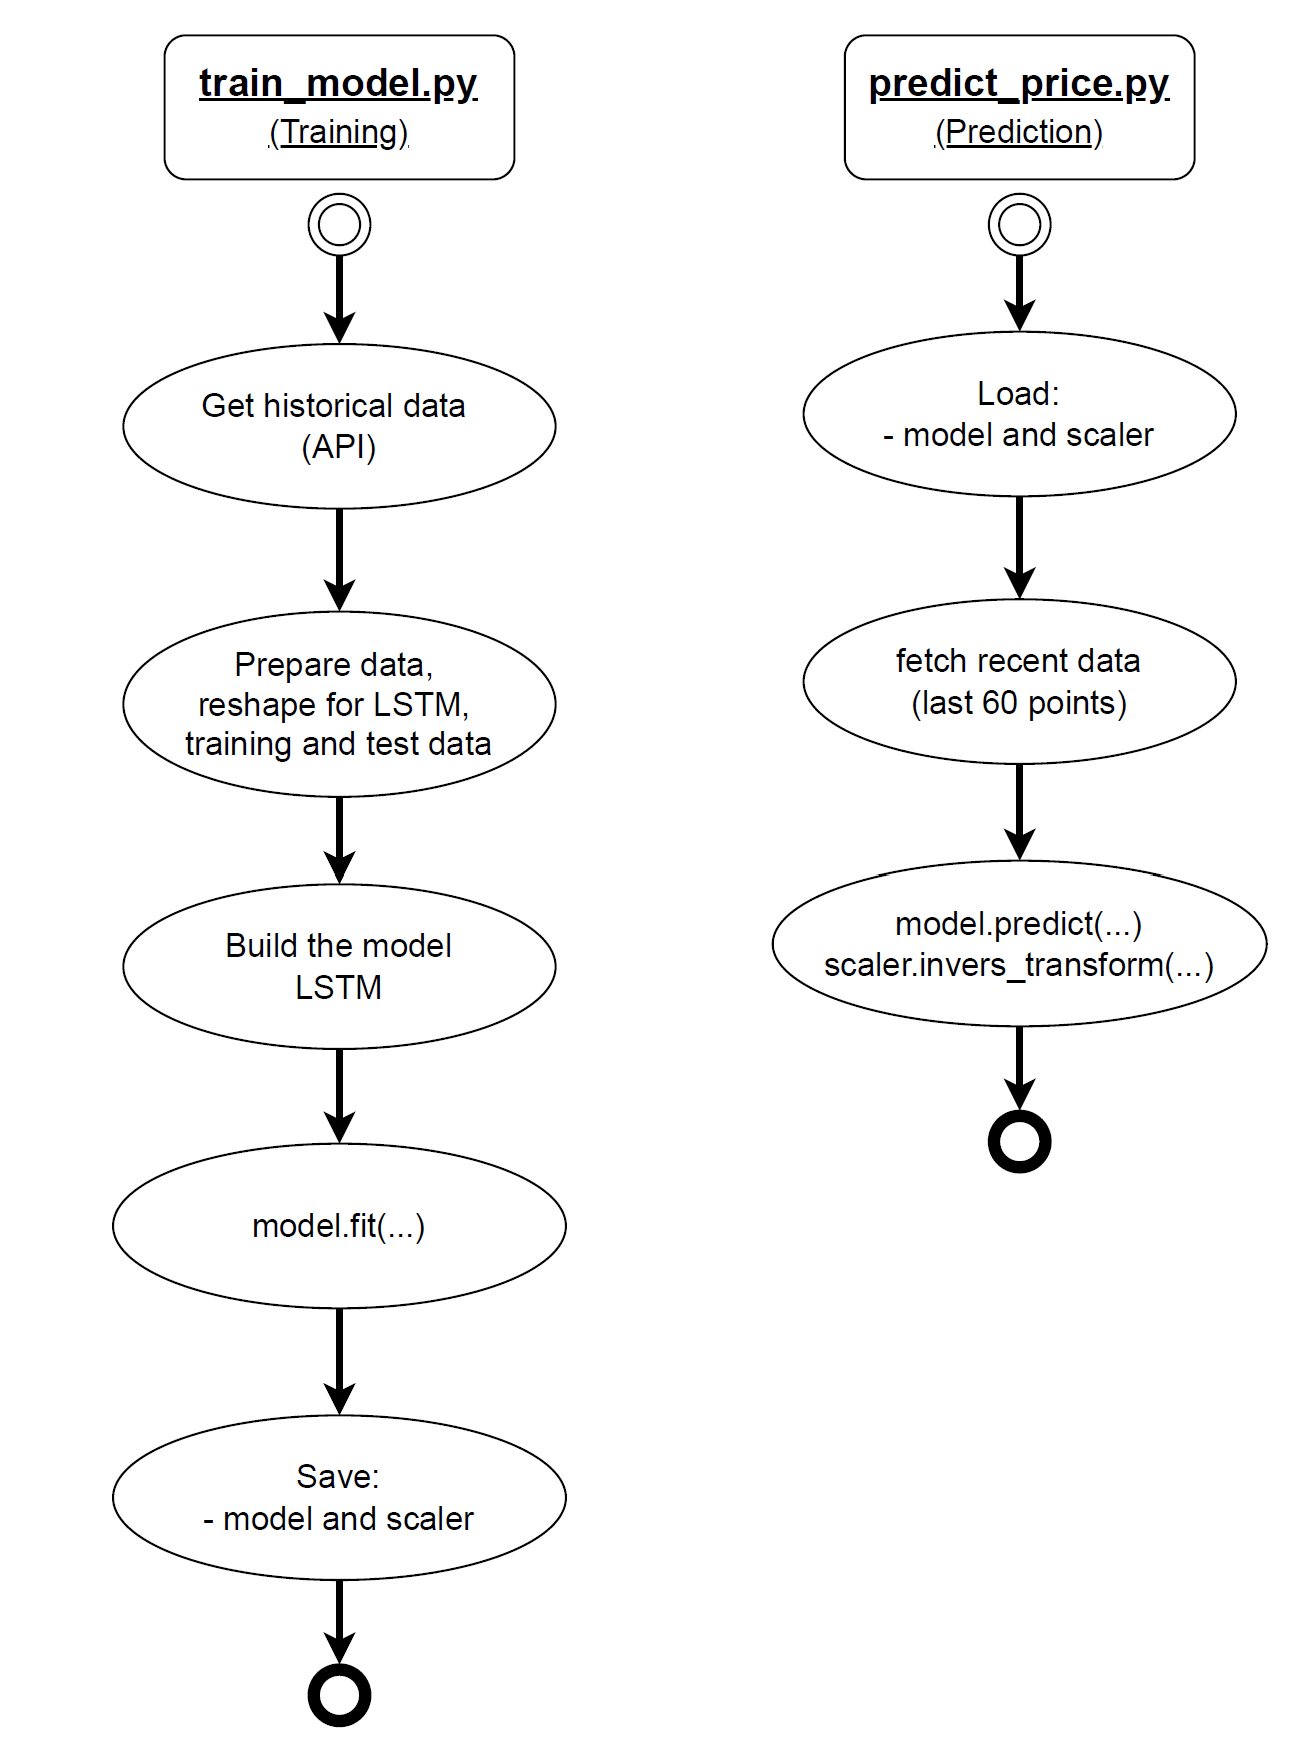 train_model.py
(Training)
Get historical data
(API)
Prepare data,
reshape for LSTM,
training and test data
Build the model
LSTM
model.fit(...)
Save:
- model and scaler
predict_price.py
(Prediction)
Load:
- model and scaler
fetch recent data
(last 60 points)
model.predict(...)
scaler.invers_transform(...)